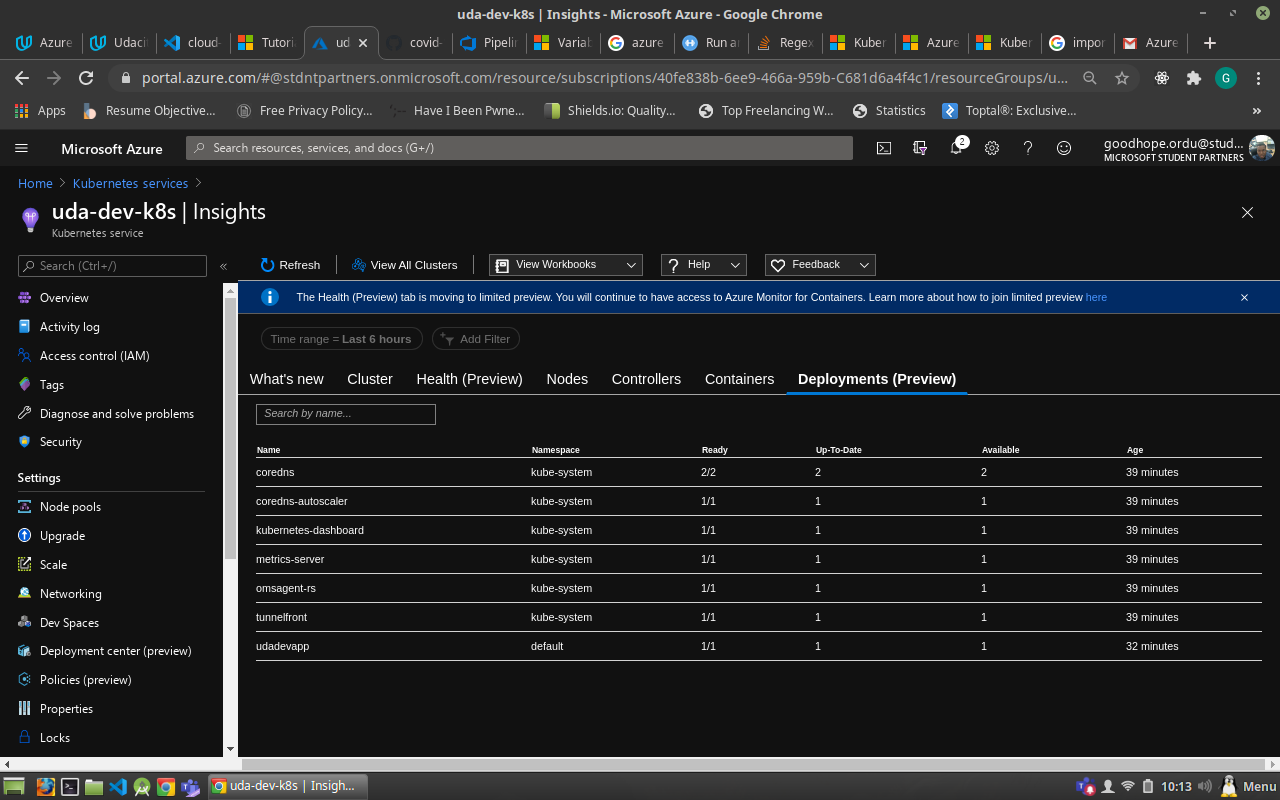 uda-dev-k8s | Insights - Microsoft Azure - Google Chrome
Azure Udaci cloud- Tutoria ud covid- Pipelin Variab azure Run ar Regex Kuber Azure Kuber impor Azure
portal.azure.com/#@stdntpartners.onmicrosoft.com/resource/subscriptions/40fe838b-6ee9-466a-959b-C681d6a4f4c1/resourceGroups/u... G
Apps Resume Objective... Free Privacy Policy... Have I Been Pwne... Shields.io: Quality... Top Freelancing W... Statistics Toptal®: Exclusive... »
Microsoft Azure Search resources, services, and docs (G+/) 2 goodhope.ordu@stud...
MICROSOFT STUDENT PARTNERS
Home > Kubernetes services >
uda-dev-k8s | Insights
Kubernetes service
Search (Ctrl+/) «
Overview
Activity log
Access control (IAM)
Tags
Diagnose and solve problems
Security
Settings
Node pools
Upgrade
Scale
Networking
Dev Spaces
Deployment center (preview)
Policies (preview)
Properties
Locks
Refresh View All Clusters View Workbooks Help Feedback
The Health (Preview) tab is moving to limited preview. You will continue to have access to Azure Monitor for Containers. Learn more about how to join limited preview here
Time range = Last 6 hours Add Filter
What's new Cluster Health (Preview) Nodes Controllers Containers Deployments (Preview)
Search by name...
Name Namespace Ready Up-To-Date Available Age
coredns kube-system 2/2 2 2 39 minutes
coredns-autoscaler kube-system 1/1 1 1 39 minutes
kubernetes-dashboard kube-system 1/1 1 1 39 minutes
metrics-server kube-system 1/1 1 1 39 minutes
omsagent-rs kube-system 1/1 1 1 39 minutes
tunnelfront kube-system 1/1 1 1 39 minutes
udadevapp default 1/1 1 1 32 minutes
uda-dev-k8s | Insigh... 10:13 Menu